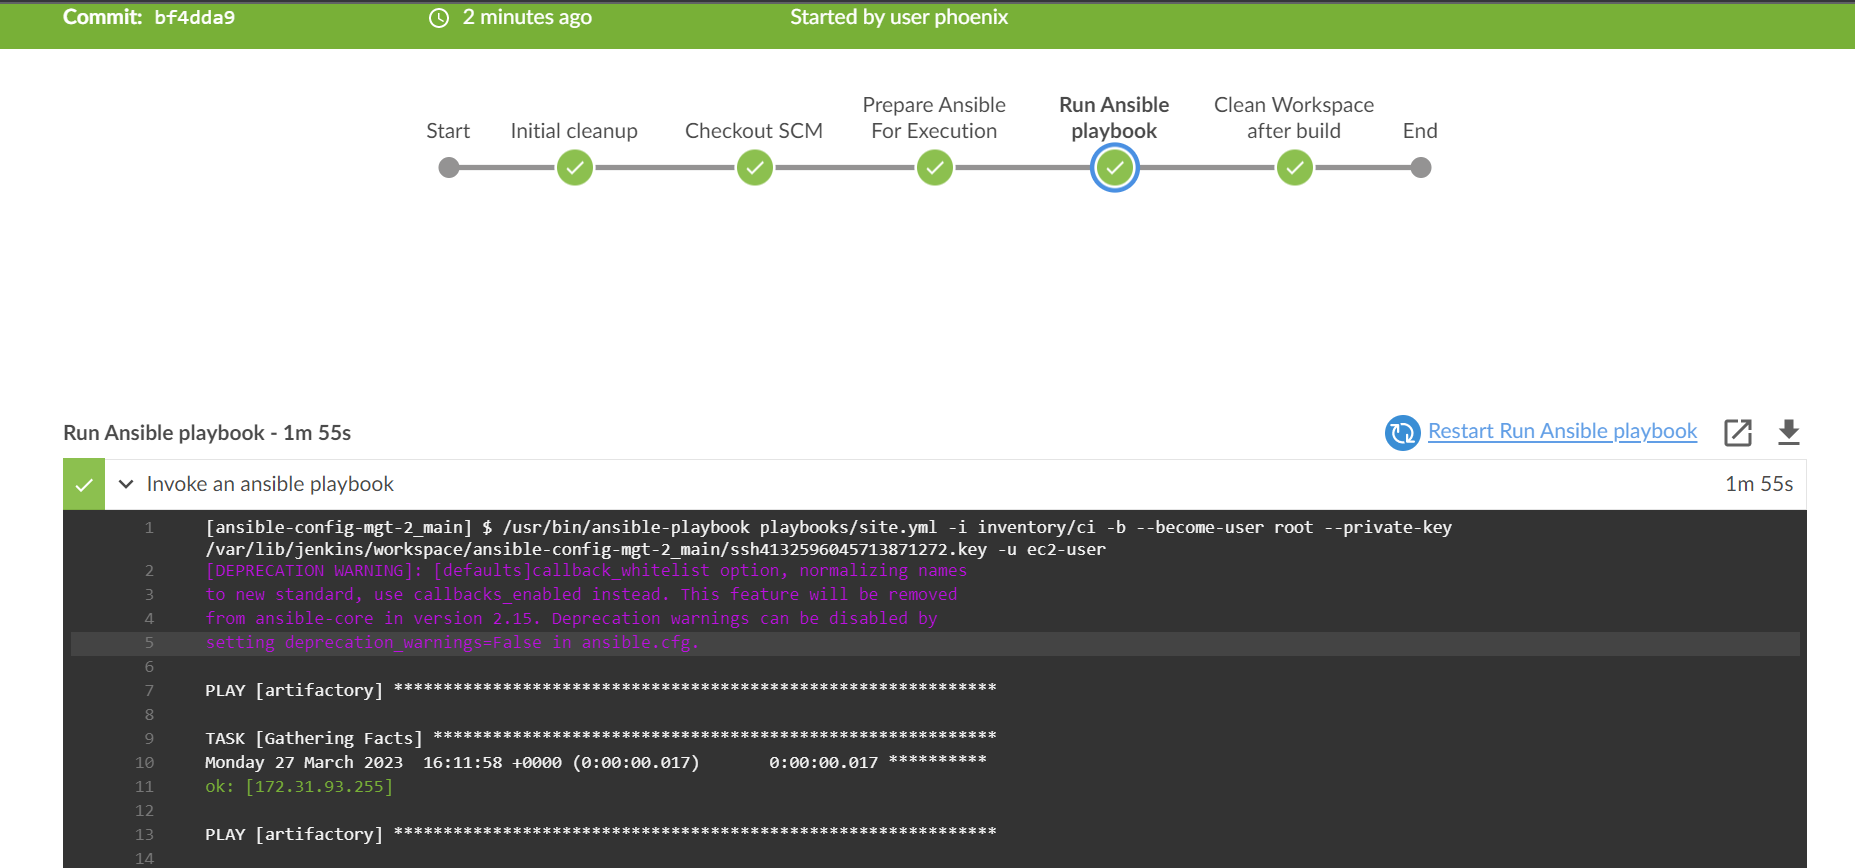 Commit: bf4dda9 2 minutes ago Started by user phoenix
Prepare Ansible Run Ansible Clean Workspace
Start Initial cleanup Checkout SCM For Execution playbook after build End
Run Ansible playbook - 1m 55s Restart Run Ansible playbook
Invoke an ansible playbook 1m 55s
1 [ansible-config-mgt-2_main] $ /usr/bin/ansible-playbook playbooks/site.yml -i inventory/ci -b --become-user root --private-key
/var/lib/jenkins/workspace/ansible-config-mgt-2_main/ssh4132596045713871272.key -u ec2-user
2 [DEPRECATION WARNING]: [defaults]callback_whitelist option, normalizing names
3 to new standard, use callbacks_enabled instead. This feature will be removed
4 from ansible-core in version 2.15. Deprecation warnings can be disabled by
5 setting deprecation_warnings=False in ansible.cfg.
6
7 PLAY [artifactory] *************************************************************
8
9 TASK [Gathering Facts] *********************************************************
10 Monday 27 March 2023  16:11:58 +0000 (0:00:00.017)       0:00:00.017 **********
11 ok: [172.31.93.255]
12
13 PLAY [artifactory] *************************************************************
14